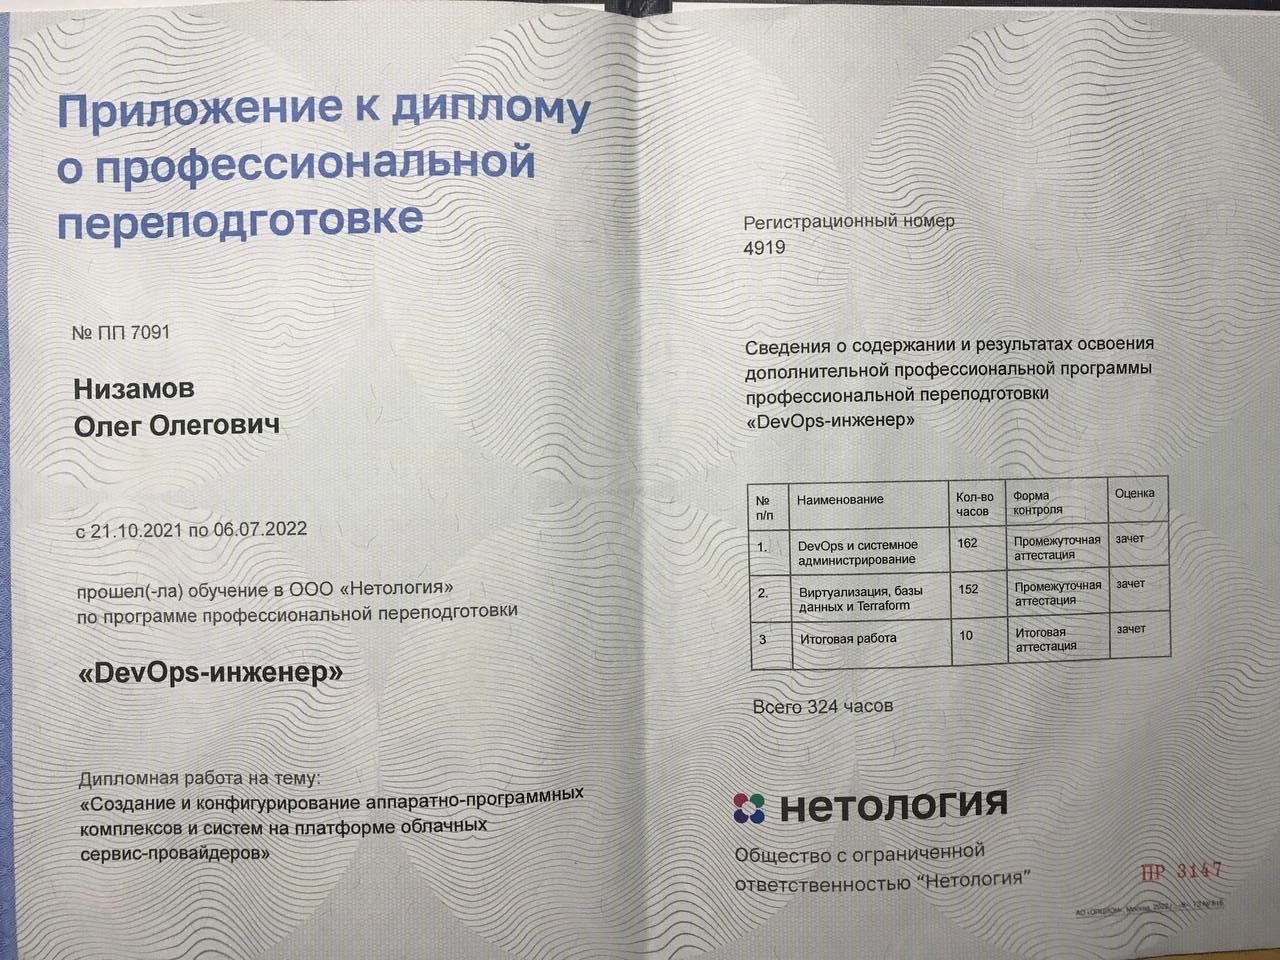 Приложение к диплому
о профессиональной
переподготовке
№ ПП 7091
Низамов
Олег Олегович
с 21.10.2021 по 06.07.2022
прошел(-ла) обучение в ООО «Нетология»
по программе профессиональной переподготовки
«DevOps-инженер»
Дипломная работа на тему:
«Создание и конфигурирование аппаратно-программных
комплексов и систем на платформе облачных
сервис-провайдеров»
Регистрационный номер
4919
Сведения о содержании и результатах освоения
дополнительной профессиональной программы
профессиональной переподготовки
«DevOps-инженер»
№ Наименование Кол-во Форма Оценка
п/п часов контроля
1. DevOps и системное 162 Промежуточная зачет
администрирование аттестация
2. Виртуализация, базы 152 Промежуточная зачет
данных и Terraform аттестация
3 Итоговая работа 10 Итоговая зачет
аттестация
Всего 324 часов
нетология
Общество с ограниченной
ответственностью “Нетология”
ПР 3147